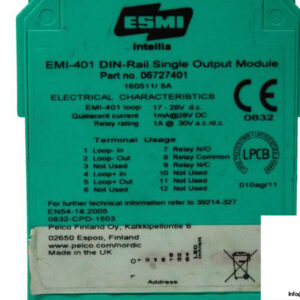 ESMI
intellia
EMI-401 DIN-Rail Single Output Module
Part no. 06727401
160511/ 5A
ELECTRICAL CHARACTERISTICS
EMI-401 loop 17 - 28V d.c.
Quiescent current 1mA@28V DC
Relay rating 1A @ 30V a.c./d.c.
0832
Terminal Usage
1 Loop- In 7 Relay N/O
2 Loop- Out 8 Relay Common
3 Not Used 9 Relay N/C
4 Loop+ In 10 Not Used
5 Loop+ Out 11 Not Used
6 Not Used 12 Not Used
LPCB
010ag/11
For further technical information refer to 39214-327
EN54-18:2005
0832-CPD-1503
Pelco Finland Oy, Kalkkipellontie 6
02650 Espoo, Finland
www.pelco.com/nordic
Made in the UK